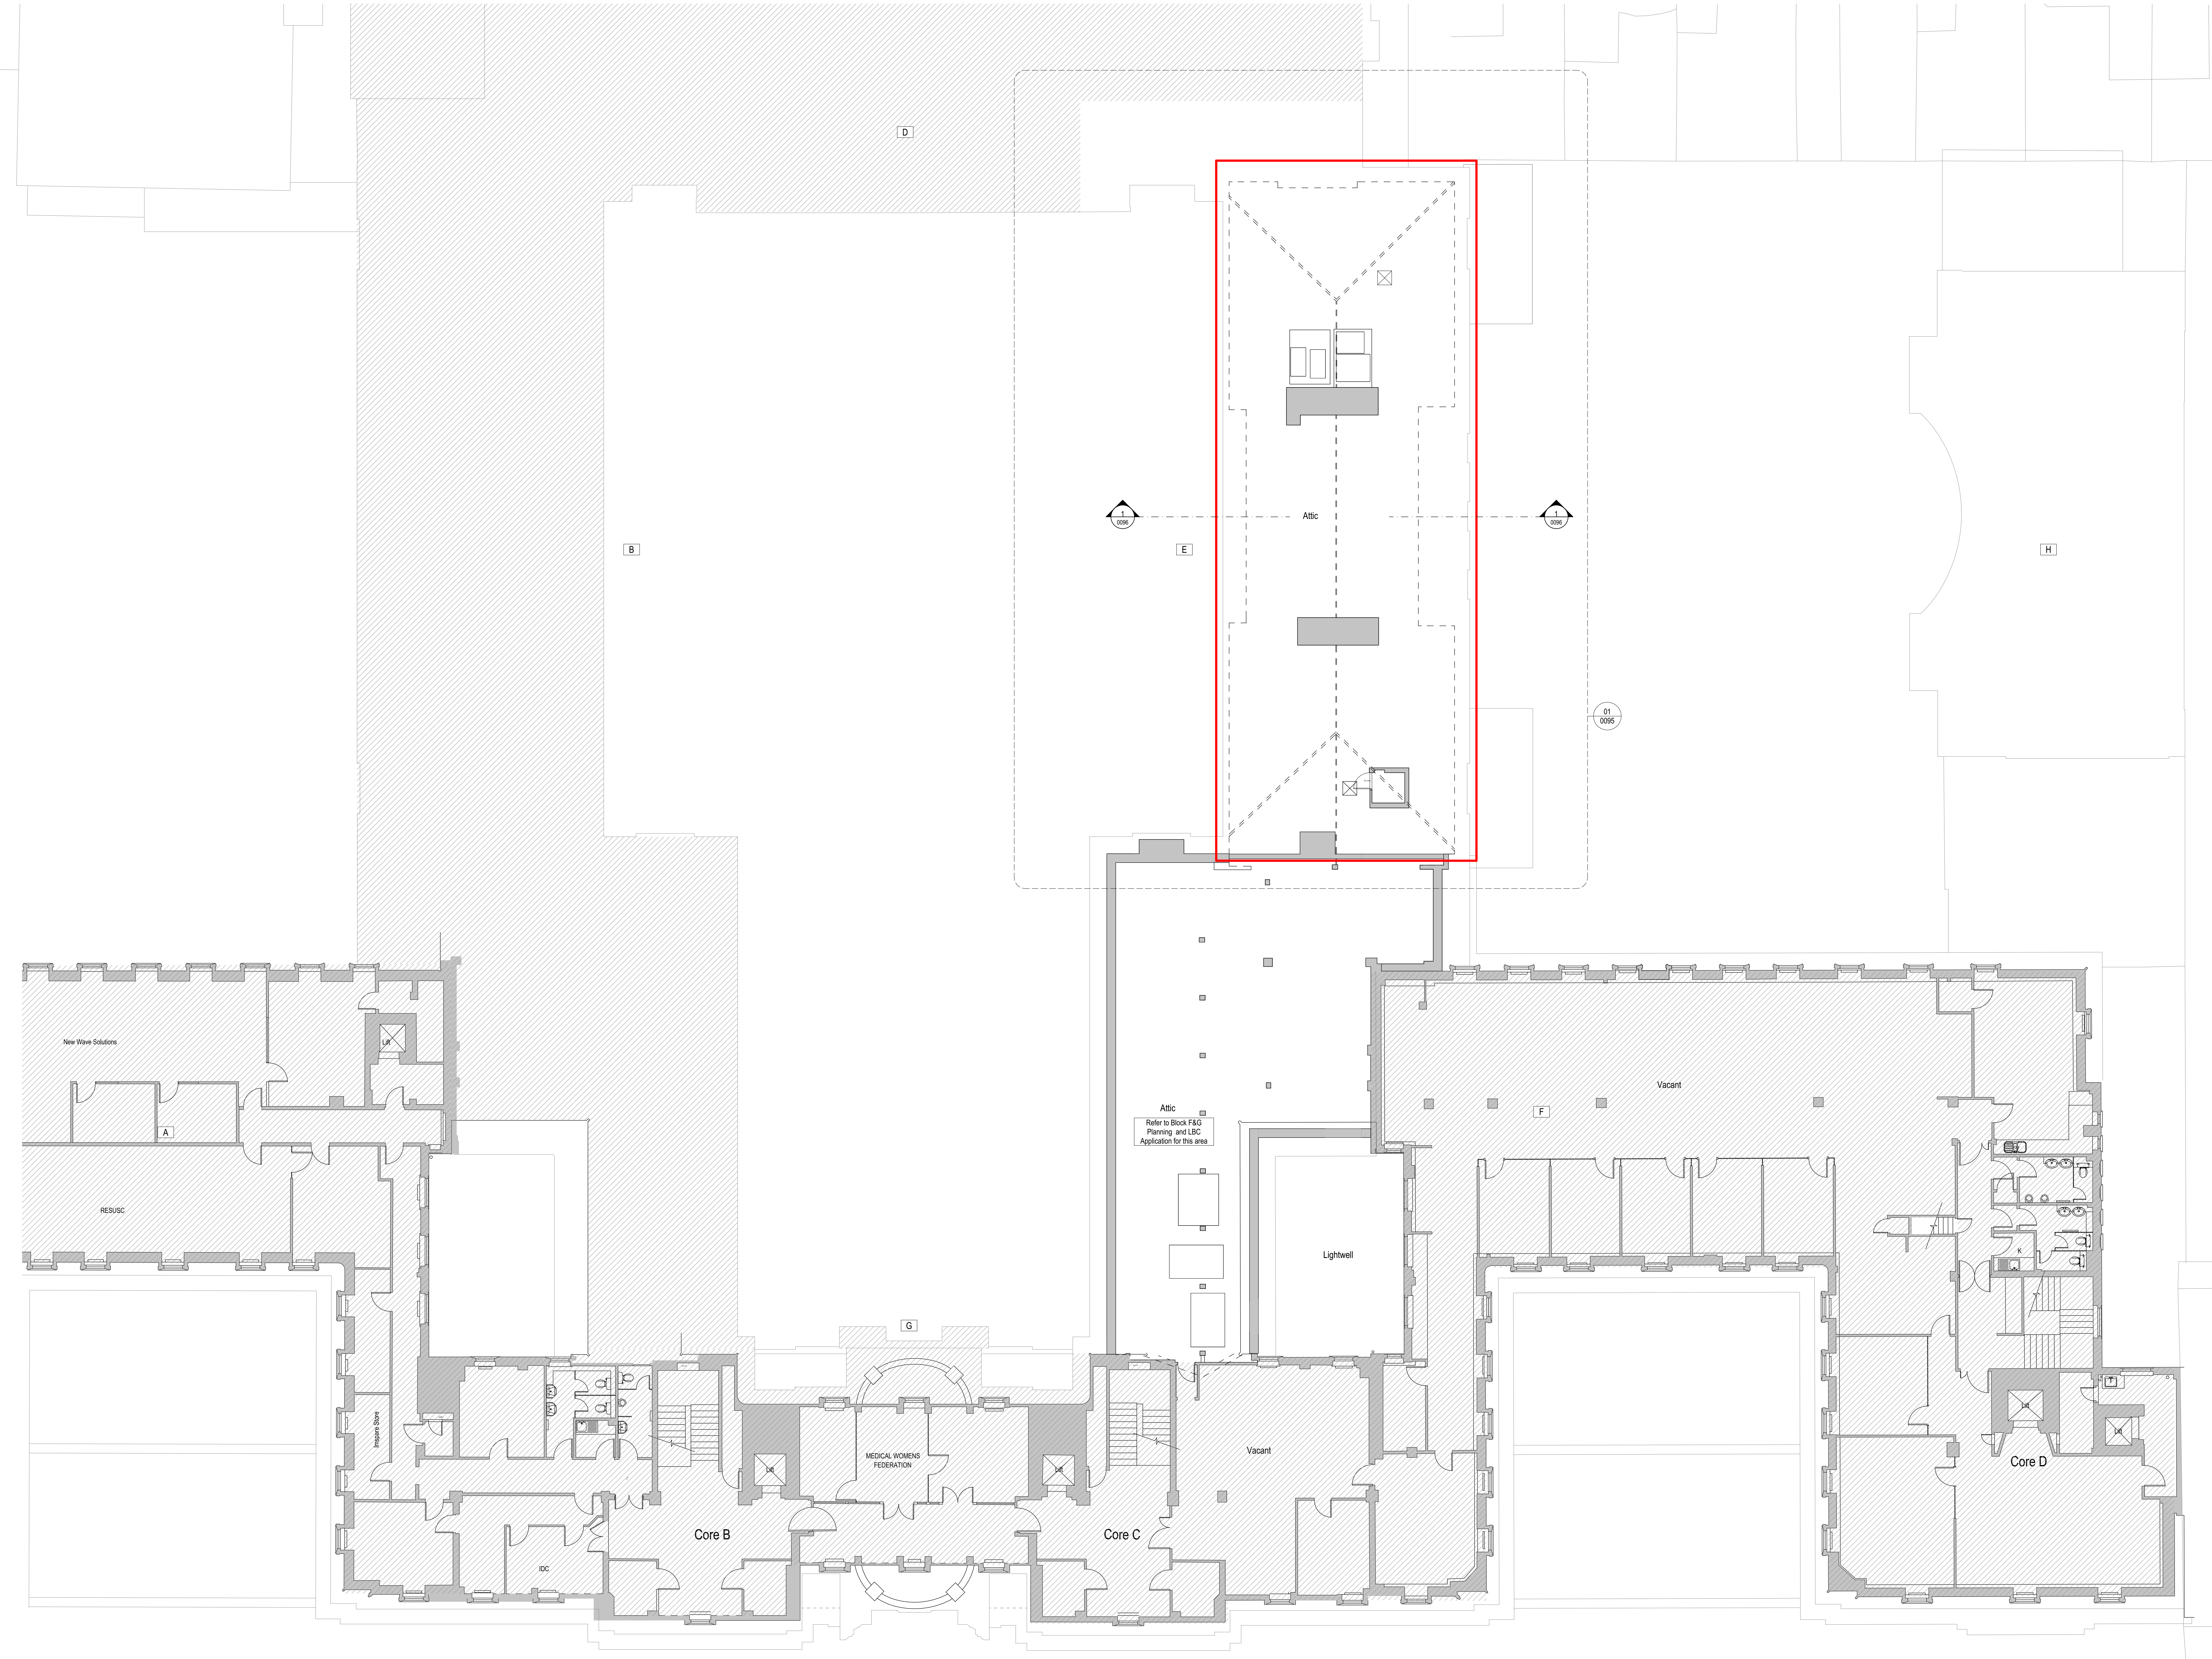 D
1
0096
Attic
1
0096
B
E
H
01
0095
New Wave Solutions
Lift
Vacant
A
Attic
F
Refer to Block F&G
Planning and LBC
Application for this area
RESUSC
Lightwell
K
G
Inspare Store
MEDICAL WOMENS
FEDERATION
Vacant
Lift
Lift
Lift
Lift
Core D
Core B
Core C
IDC